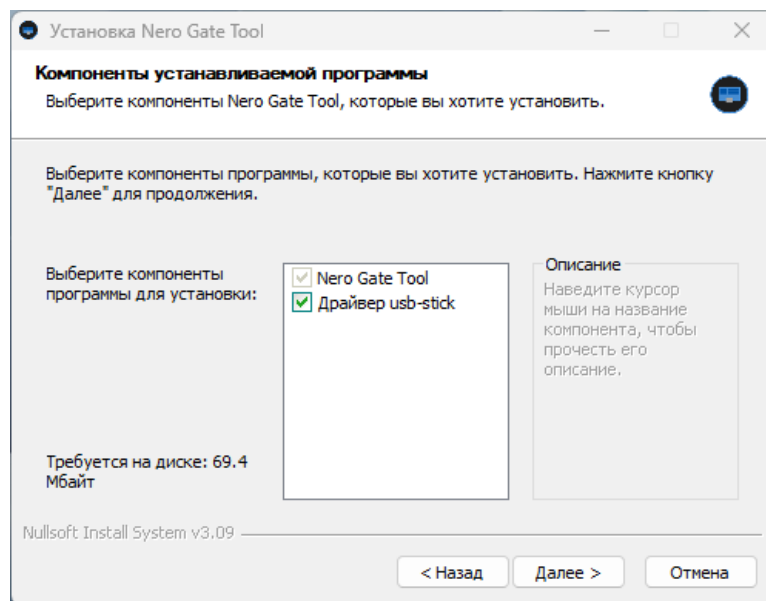 Установка Nero Gate Tool
Компоненты устанавливаемой программы
Выберите компоненты Nero Gate Tool, которые вы хотите установить.
Выберите компоненты программы, которые вы хотите установить. Нажмите кнопку
"Далее" для продолжения.
Выберите компоненты
программы для установки:
Nero Gate Tool
Драйвер usb-stick
Описание
Наведите курсор
мыши на название
компонента, чтобы
прочесть его
описание.
Требуется на диске: 69.4
Мбайт
Nullsoft Install System v3.09
< Назад
Далее >
Отмена